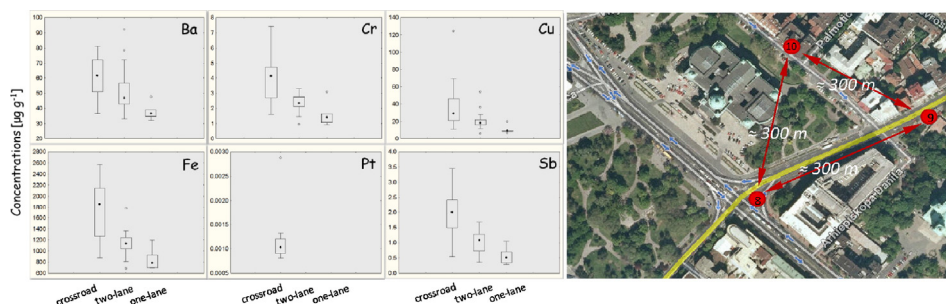 Concentrations [µg g⁻¹]
Ba
100
90
80
70
60
50
40
30
20
Cr
8
7
6
5
4
3
2
1
0
Cu
140
120
100
80
60
40
20
0
Fe
2800
2600
2400
2200
2000
1800
1600
1400
1200
1000
800
600
Pt
0.0030
0.0025
0.0020
0.0015
0.0010
0.0005
Sb
4.0
3.5
3.0
2.5
2.0
1.5
1.0
0.5
0.0
crossroad
two-lane
one-lane
crossroad
two-lane
one-lane
crossroad
two-lane
one-lane
10
≈ 300 m
9
≈ 300 m
≈ 300 m
8